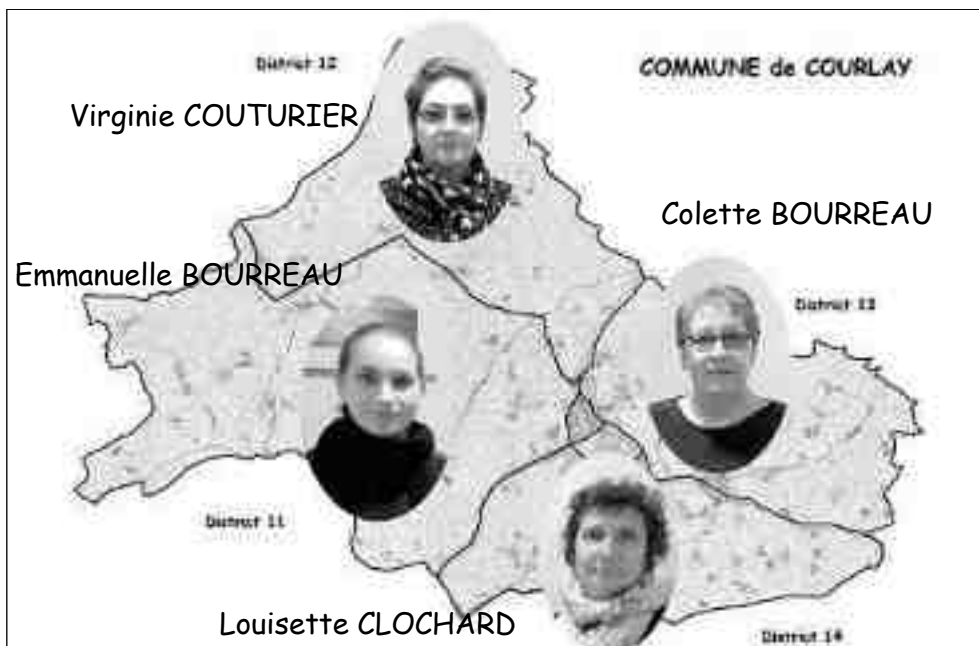 District 12
COMMUNE de COURLAY
Virginie COUTURIER
Colette BOURREAU
Emmanuelle BOURREAU
District 13
District 11
Louisette CLOCHARD
District 14